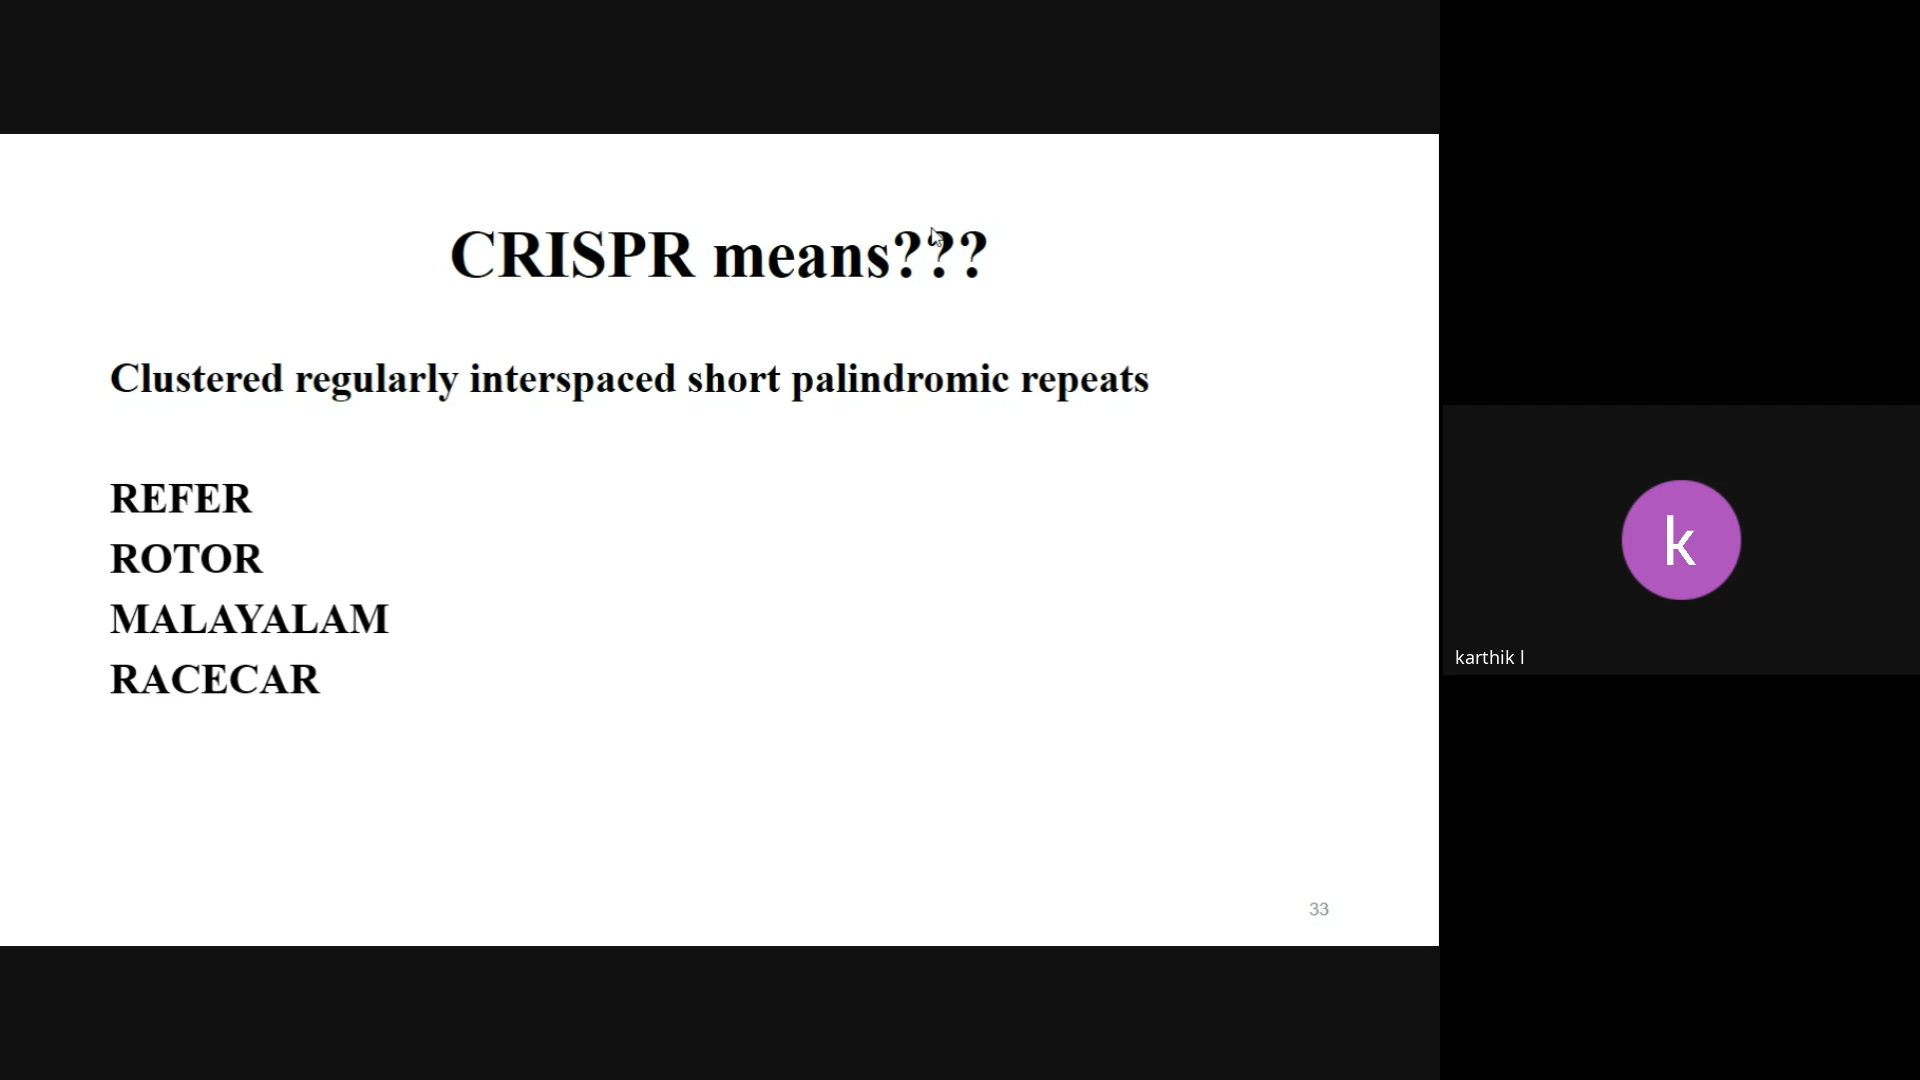 CRISPR means???
Clustered regularly interspaced short palindromic repeats
REFER
ROTOR
MALAYALAM
RACECAR
33
k
karthik l